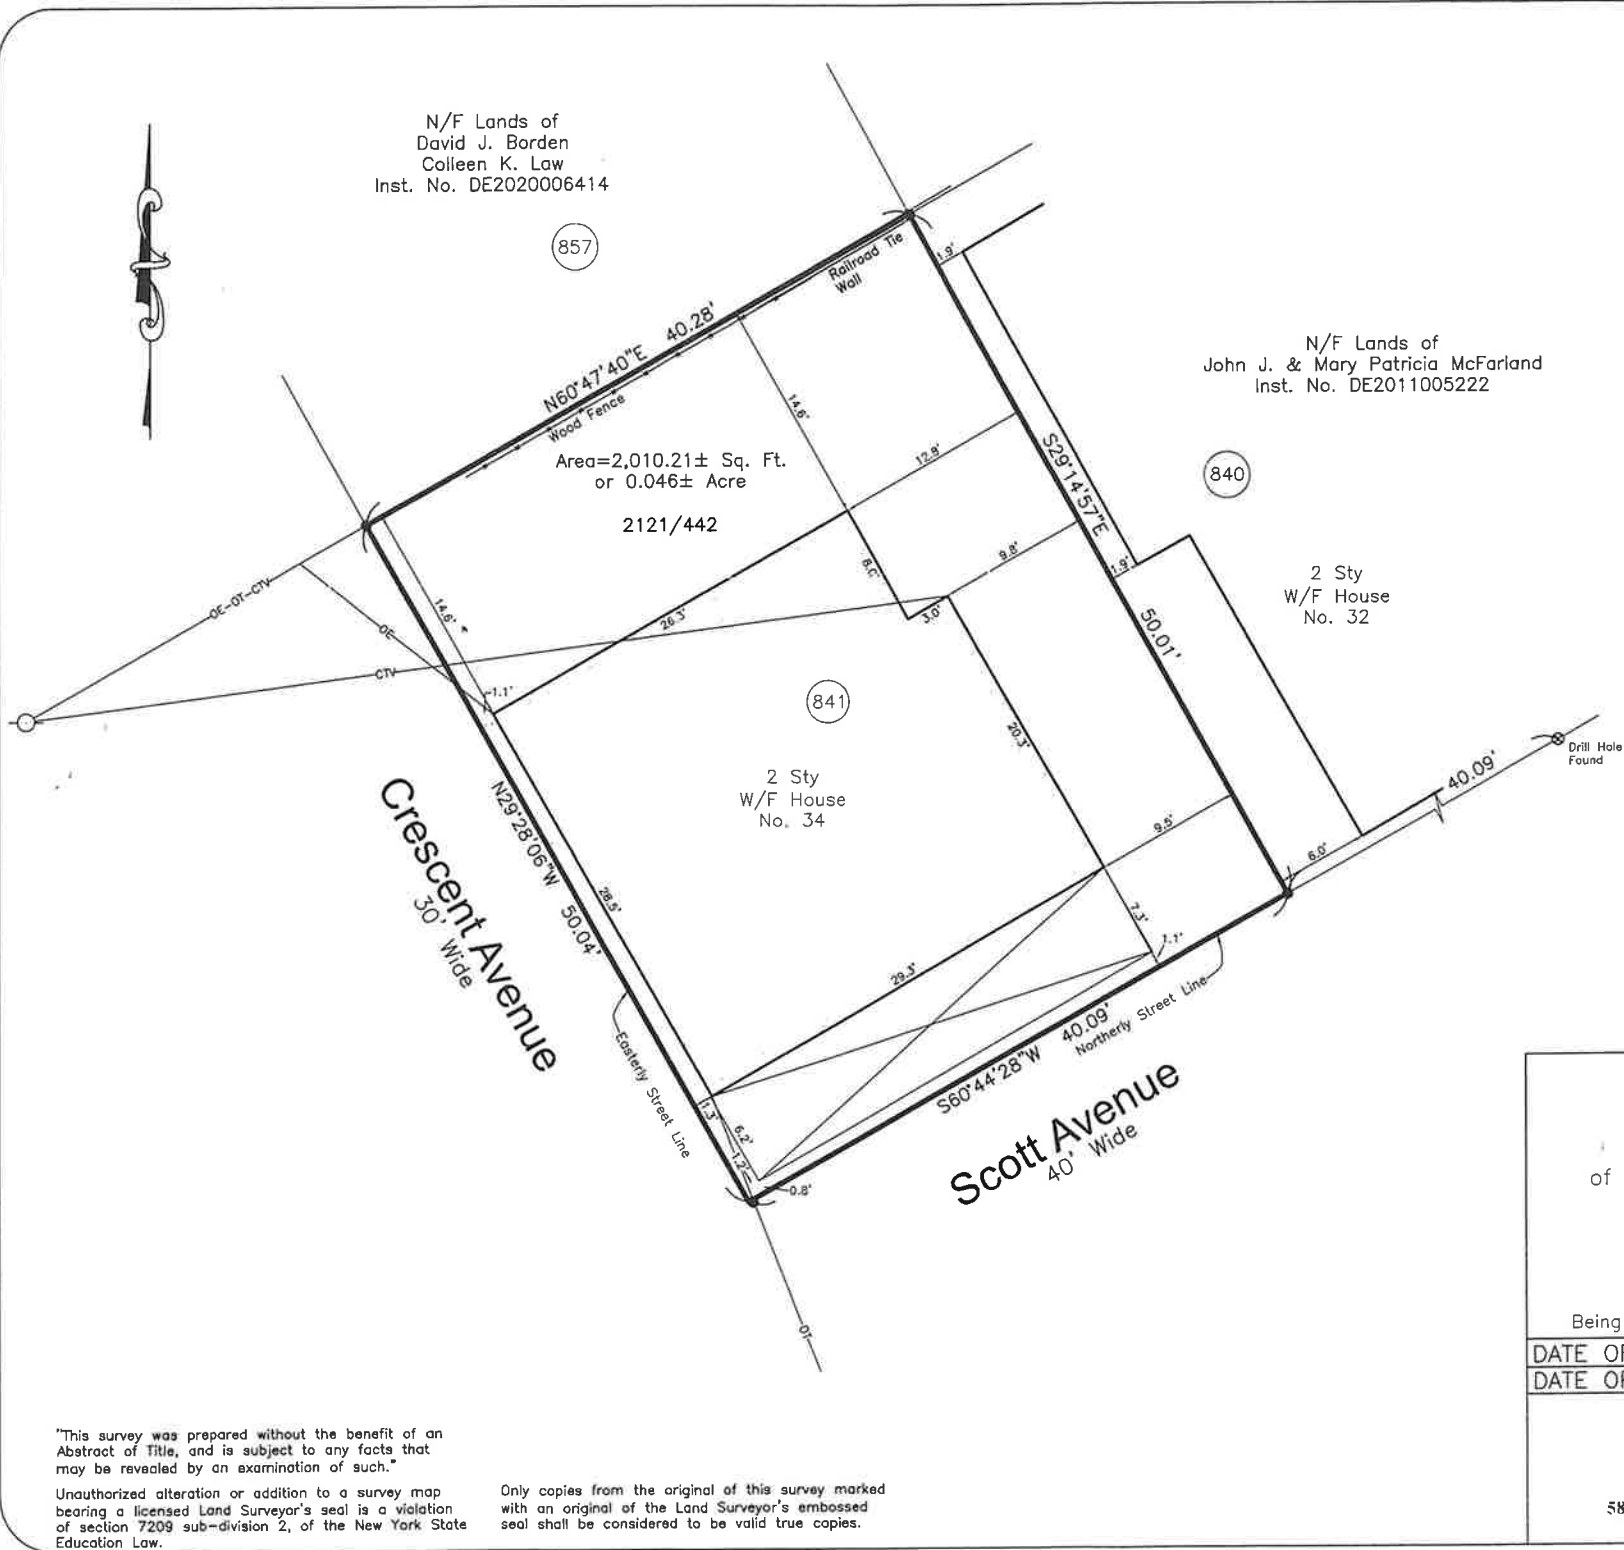 N/F Lands of
David J. Borden
Colleen K. Law
Inst. No. DE2020006414
857
Railroad Tie
Wall
1.9'
N60°47'40"E 40.28'
Wood Fence
N/F Lands of
John J. & Mary Patricia McFarland
Inst. No. DE2011005222
840
2 Sty
W/F House
No. 32
Area=2,010.21± Sq. Ft.
or 0.046± Acre
2121/442
14.6'
12.9'
S29°14'57"E
50.01'
1.9'
8.0'
9.8'
3.0'
OE-OT-CTV
OE
CTV
14.6'
26.3'
1.1'
841
20.3'
2 Sty
W/F House
No. 34
Drill Hole
Found
40.09'
6.0'
9.5'
7.3'
1.1'
Crescent Avenue
30' Wide
N29°28'06"W 50.04'
28.5'
29.3'
Easterly Street Line
1.3'
6.2'
1.2'
0.8'
S60°44'28"W 40.09'
Northerly Street Line
Scott Avenue
40' Wide
OT
of
Being
DATE OF
DATE OF
58
"This survey was prepared without the benefit of an
Abstract of Title, and is subject to any facts that
may be revealed by an examination of such."
Unauthorized alteration or addition to a survey map
bearing a licensed Land Surveyor's seal is a violation
of section 7209 sub-division 2, of the New York State
Education Law.
Only copies from the original of this survey marked
with an original of the Land Surveyor's embossed
seal shall be considered to be valid true copies.